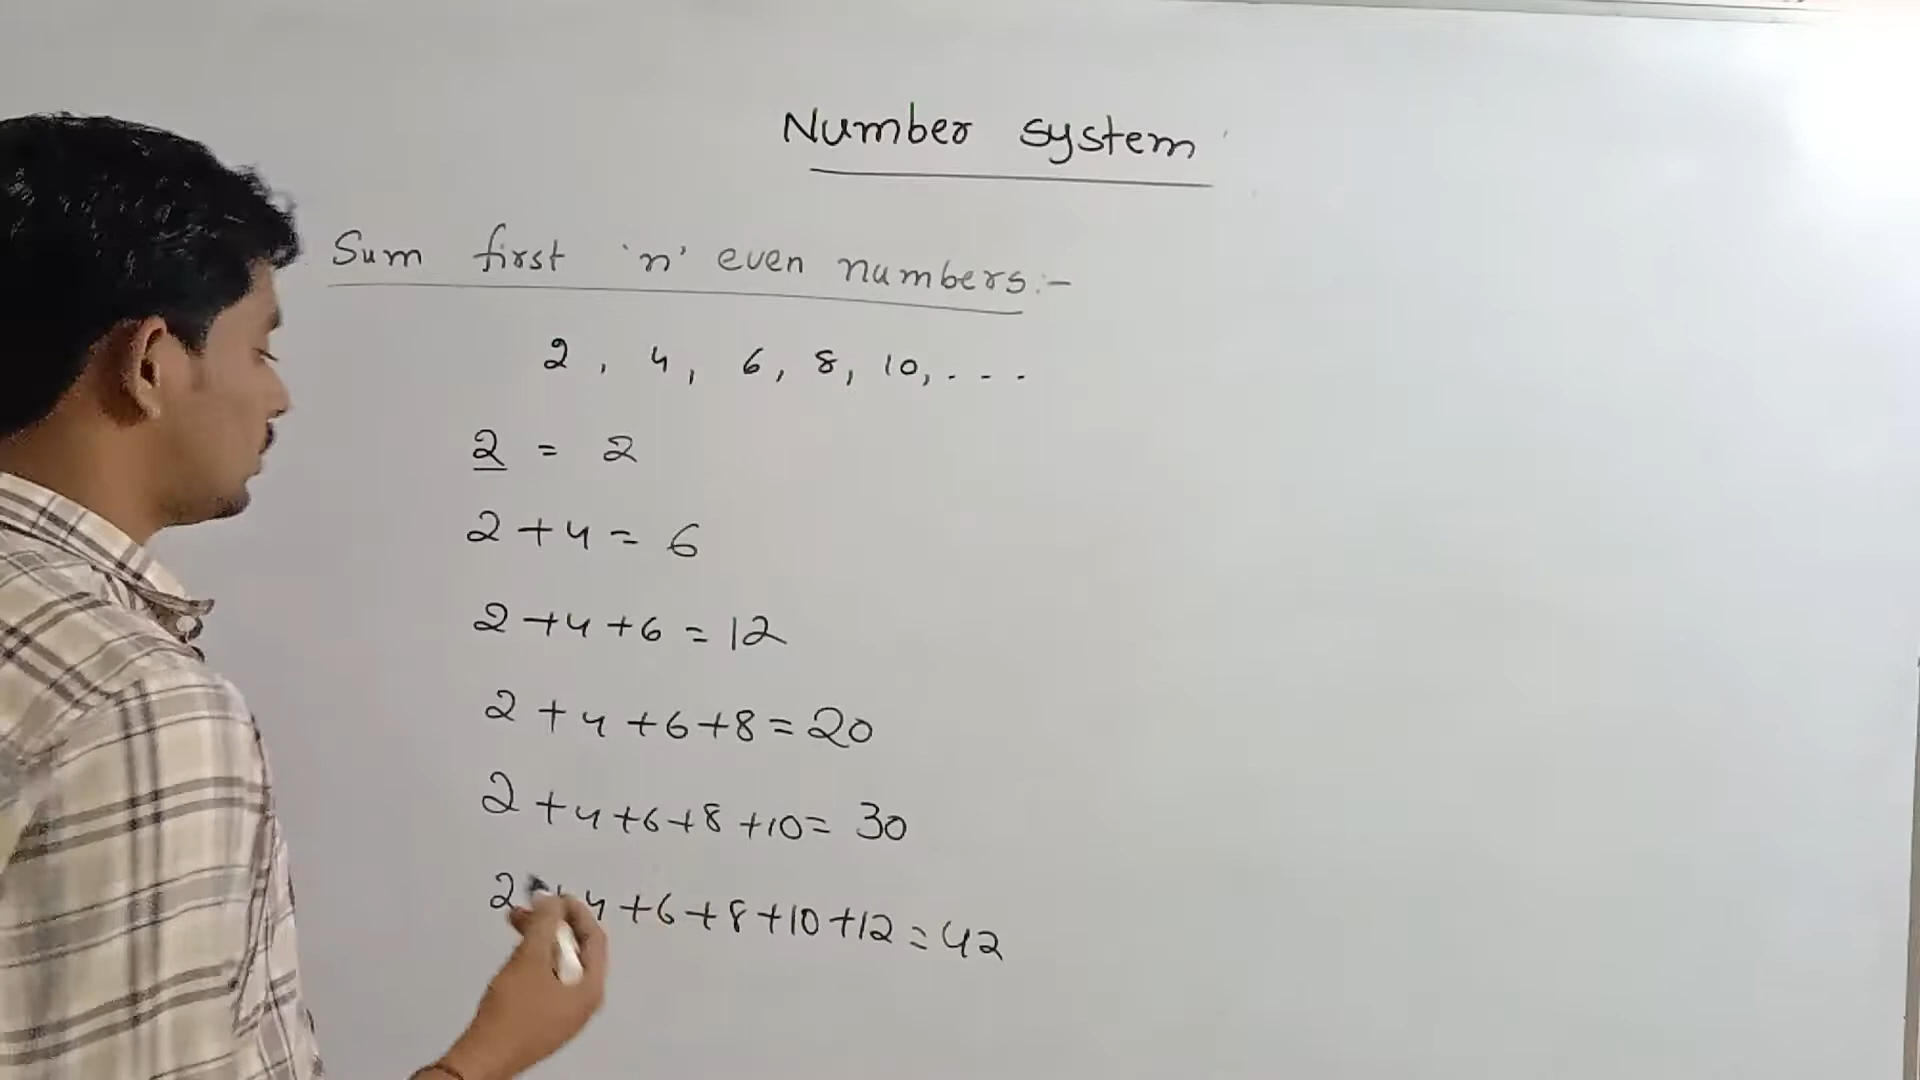 Number system
Sum first 'n' even numbers:-
2, 4, 6, 8, 10, . . .
2 = 2
2+4= 6
2+4+6 = 12
2+4+6+8=20
2+4+6+8+10= 30
2+4+6+8+10+12=42